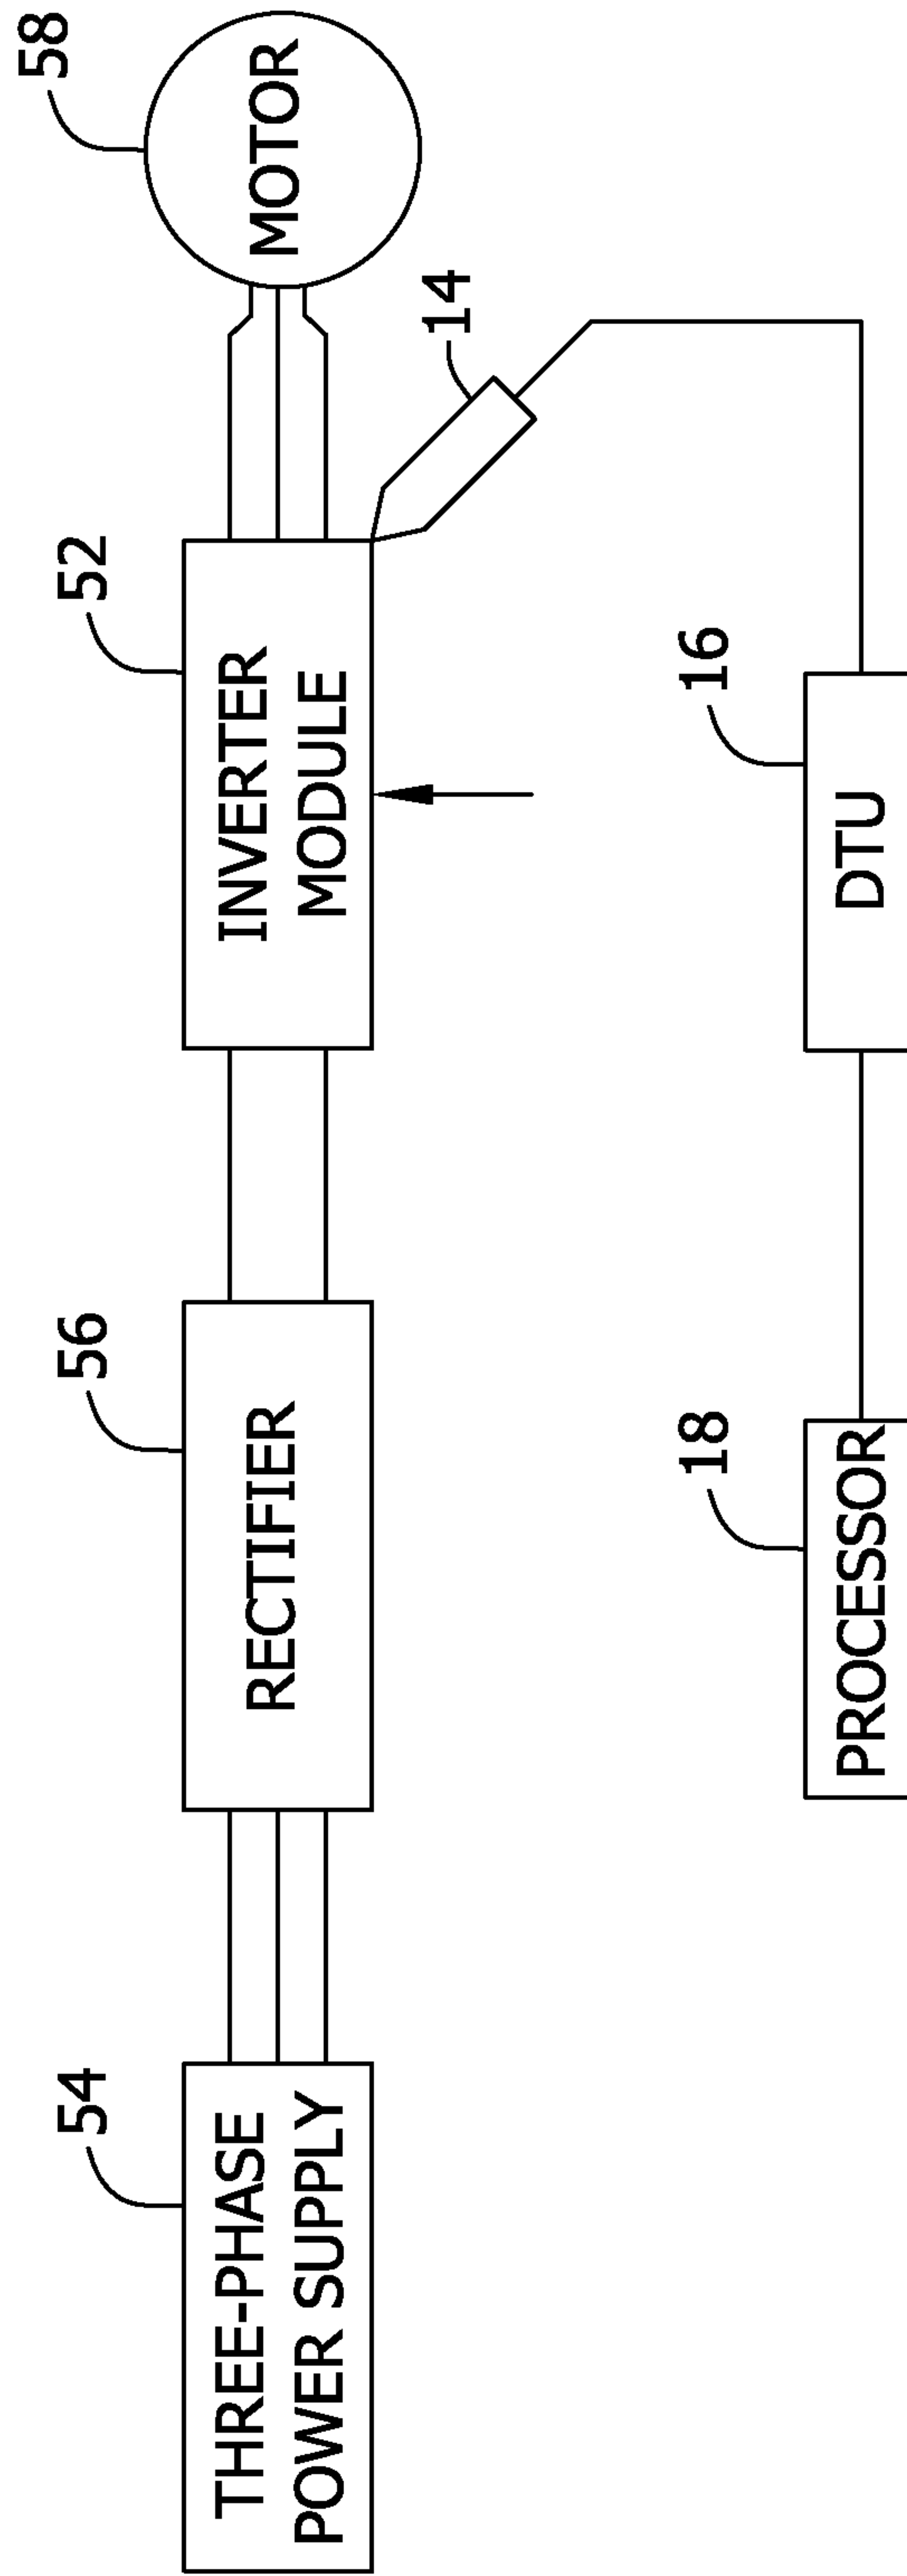 54
THREE-PHASE
POWER SUPPLY
56
RECTIFIER
52
INVERTER
MODULE
58
MOTOR
14
18
PROCESSOR
16
DTU